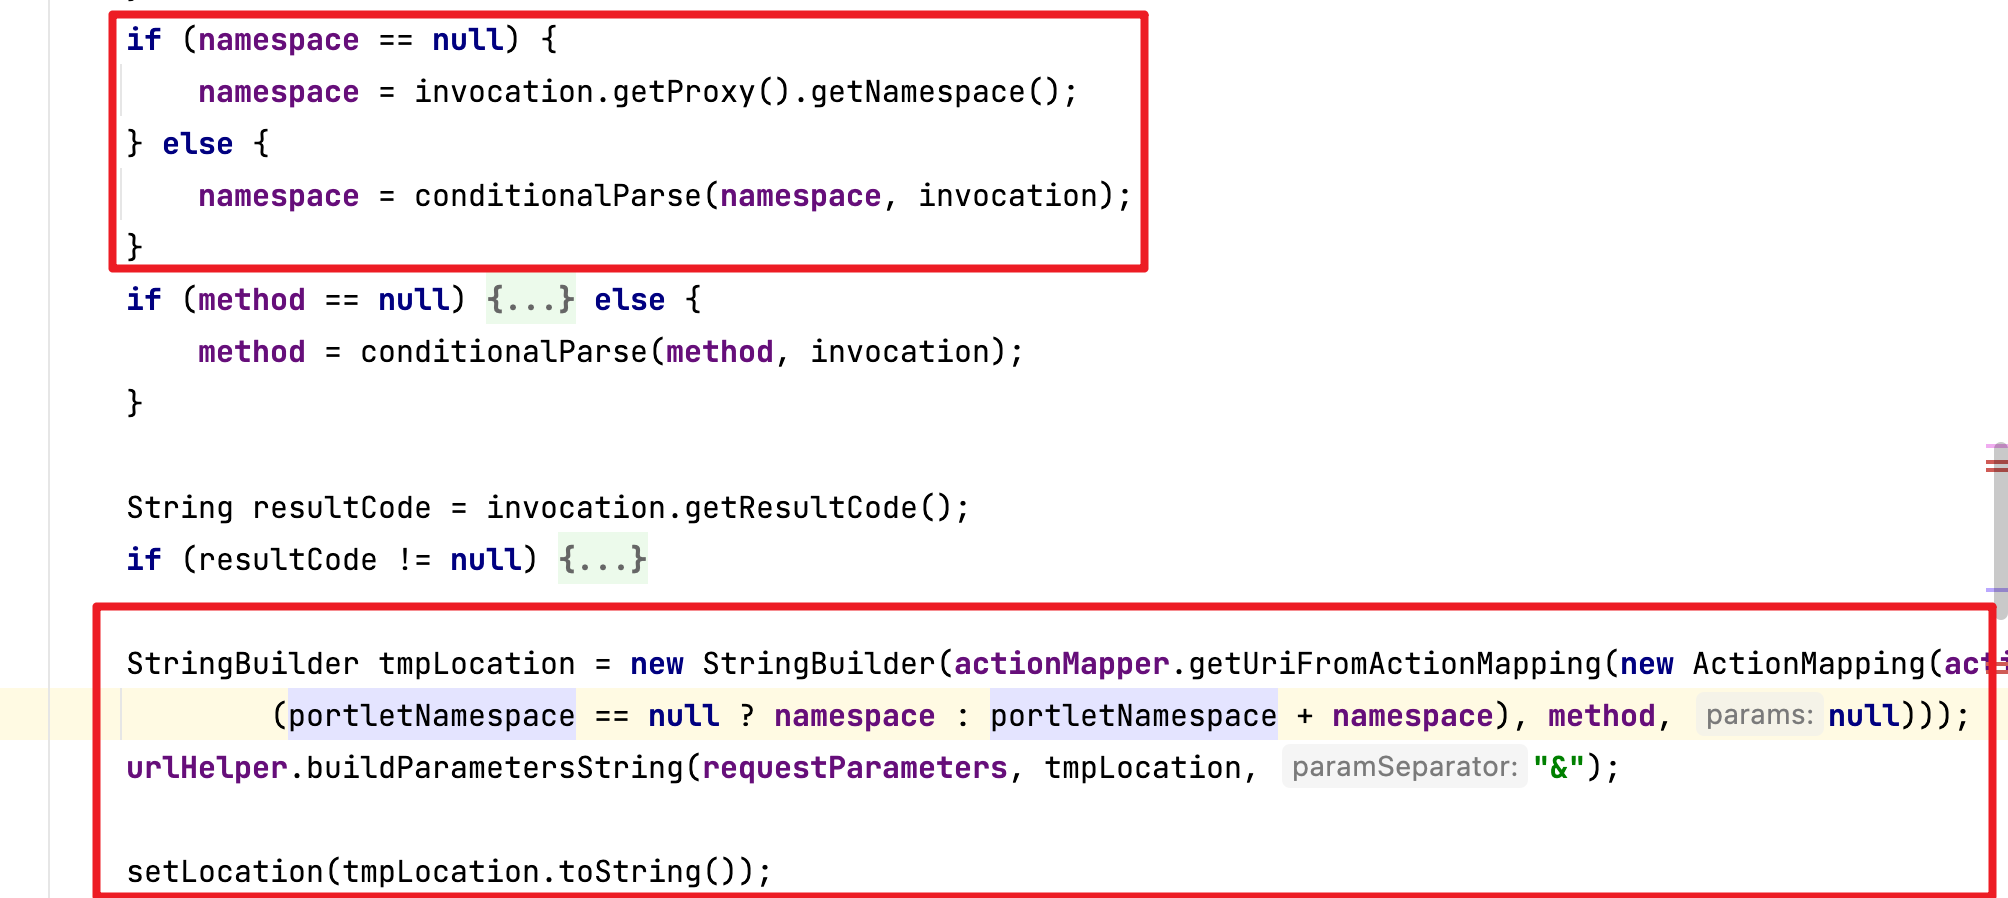 if (namespace == null) {
    namespace = invocation.getProxy().getNamespace();
} else {
    namespace = conditionalParse(namespace, invocation);
}
if (method == null) {...} else {
    method = conditionalParse(method, invocation);
}
String resultCode = invocation.getResultCode();
if (resultCode != null) {...}
StringBuilder tmpLocation = new StringBuilder(actionMapper.getUriFromActionMapping(new ActionMapping(acti
        (portletNamespace == null ? namespace : portletNamespace + namespace), method, params: null)));
urlHelper.buildParametersString(requestParameters, tmpLocation, paramSeparator: "&");
setLocation(tmpLocation.toString());